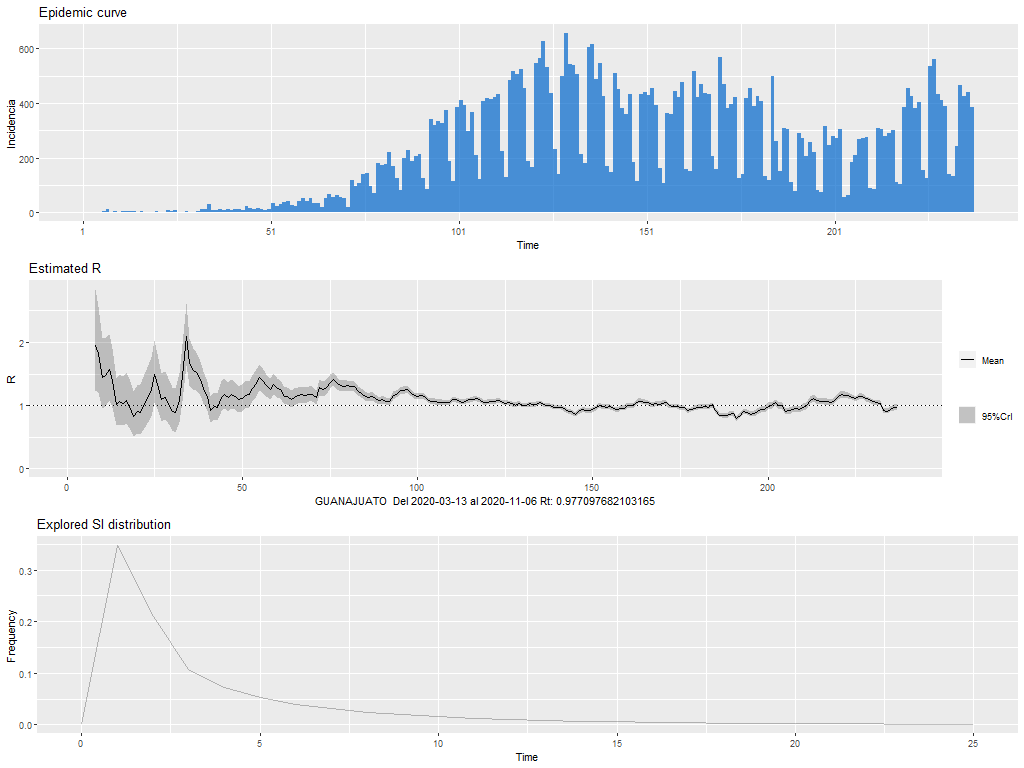 Epidemic curve
600
400
200
0
Incidencia
1
51
101
151
201
Time
Estimated R
2
1
0
R
0
50
100
150
200
GUANAJUATO Del 2020-03-13 al 2020-11-06 Rt: 0.977097682103165
Mean
95%CrI
Explored SI distribution
0.3
0.2
0.1
0.0
Frequency
0
5
10
15
20
25
Time